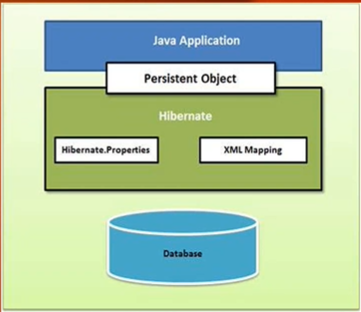 Java Application
Persistent Object
Hibernate
Hibernate.Properties
XML Mapping
Database